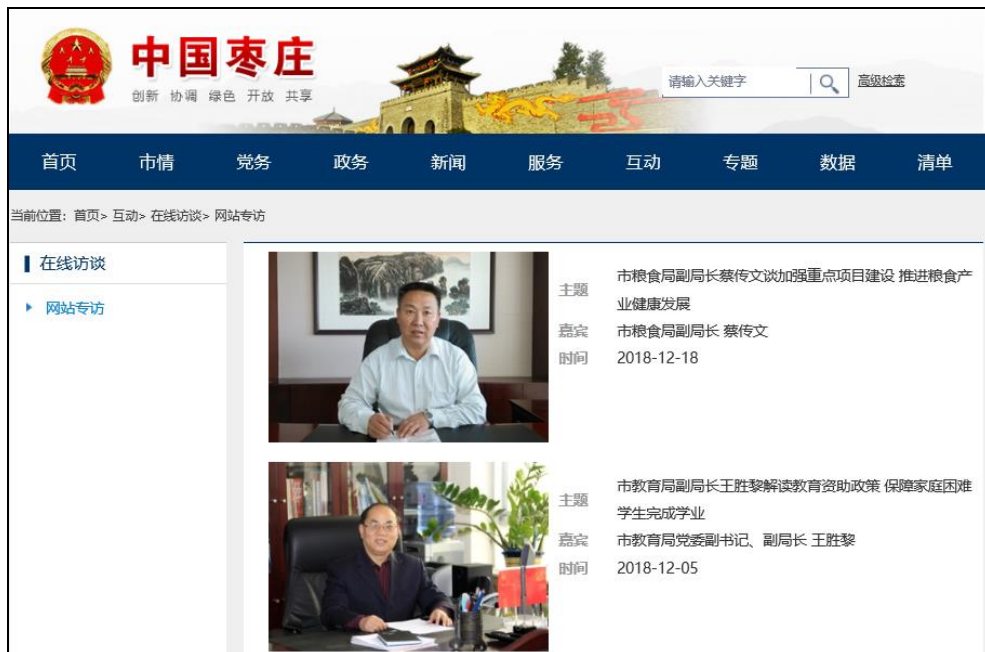 中国枣庄
创新 协调 绿色 开放 共享
请输入关键字
高级检索
首页 市情 党务 政务 新闻 服务 互动 专题 数据 清单
当前位置：首页> 互动> 在线访谈> 网站专访
在线访谈
网站专访
主题 市粮食局副局长蔡传文谈加强重点项目建设 推进粮食产
业健康发展
嘉宾 市粮食局副局长 蔡传文
时间 2018-12-18
主题 市教育局副局长王胜黎解读教育资助政策 保障家庭困难
学生完成学业
嘉宾 市教育局党委副书记、副局长 王胜黎
时间 2018-12-05